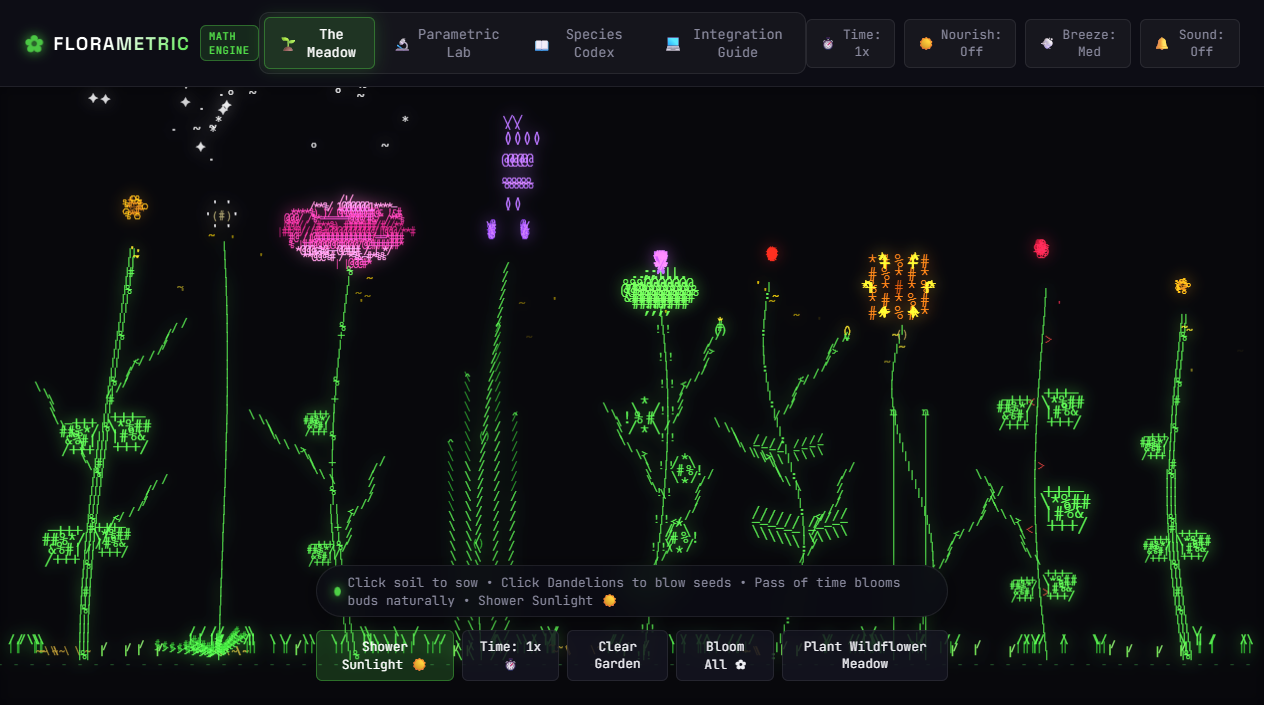 FLORAMETRIC
MATH
ENGINE
The
Meadow
Parametric
Lab
Species
Codex
Integration
Guide
Time:
1x
Nourish:
Off
Breeze:
Med
Sound:
Off
Click soil to sow • Click Dandelions to blow seeds • Pass of time blooms
buds naturally • Shower Sunlight
Shower
Sunlight
Time: 1x
Clear
Garden
Bloom
All
Plant Wildflower
Meadow